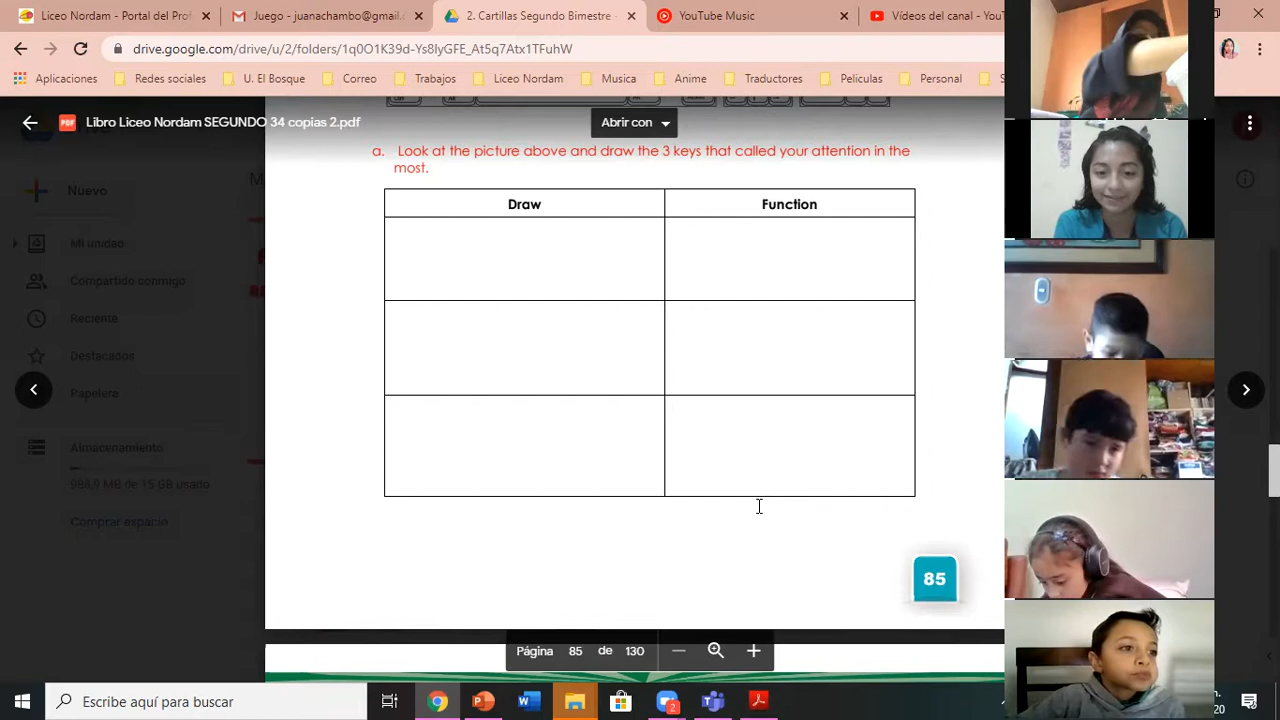 Liceo Nordam - Portal del Prof
Juego - juanachambo@gmail.c
2. Cartillas Segundo Bimestre -
YouTube Music
Vídeos del canal - You
drive.google.com/drive/u/2/folders/1q0O1K39d-Ys8lyGFE_At5q7Atx1TFuhW
Aplicaciones
Redes sociales
U. El Bosque
Correo
Trabajos
Liceo Nordam
Musica
Anime
Traductores
Peliculas
Personal
Libro Liceo Nordam SEGUNDO 34 copias 2.pdf
Abrir con
a. Look at the picture above and draw the 3 keys that called your attention in the
most.
Draw
Function
Nuevo
Mi unidad
Compartido conmigo
Reciente
Destacados
Papelera
Almacenamiento
988,9 MB de 15 GB usado
Comprar espacio
85
Página 85 de 130
Escribe aquí para buscar
2